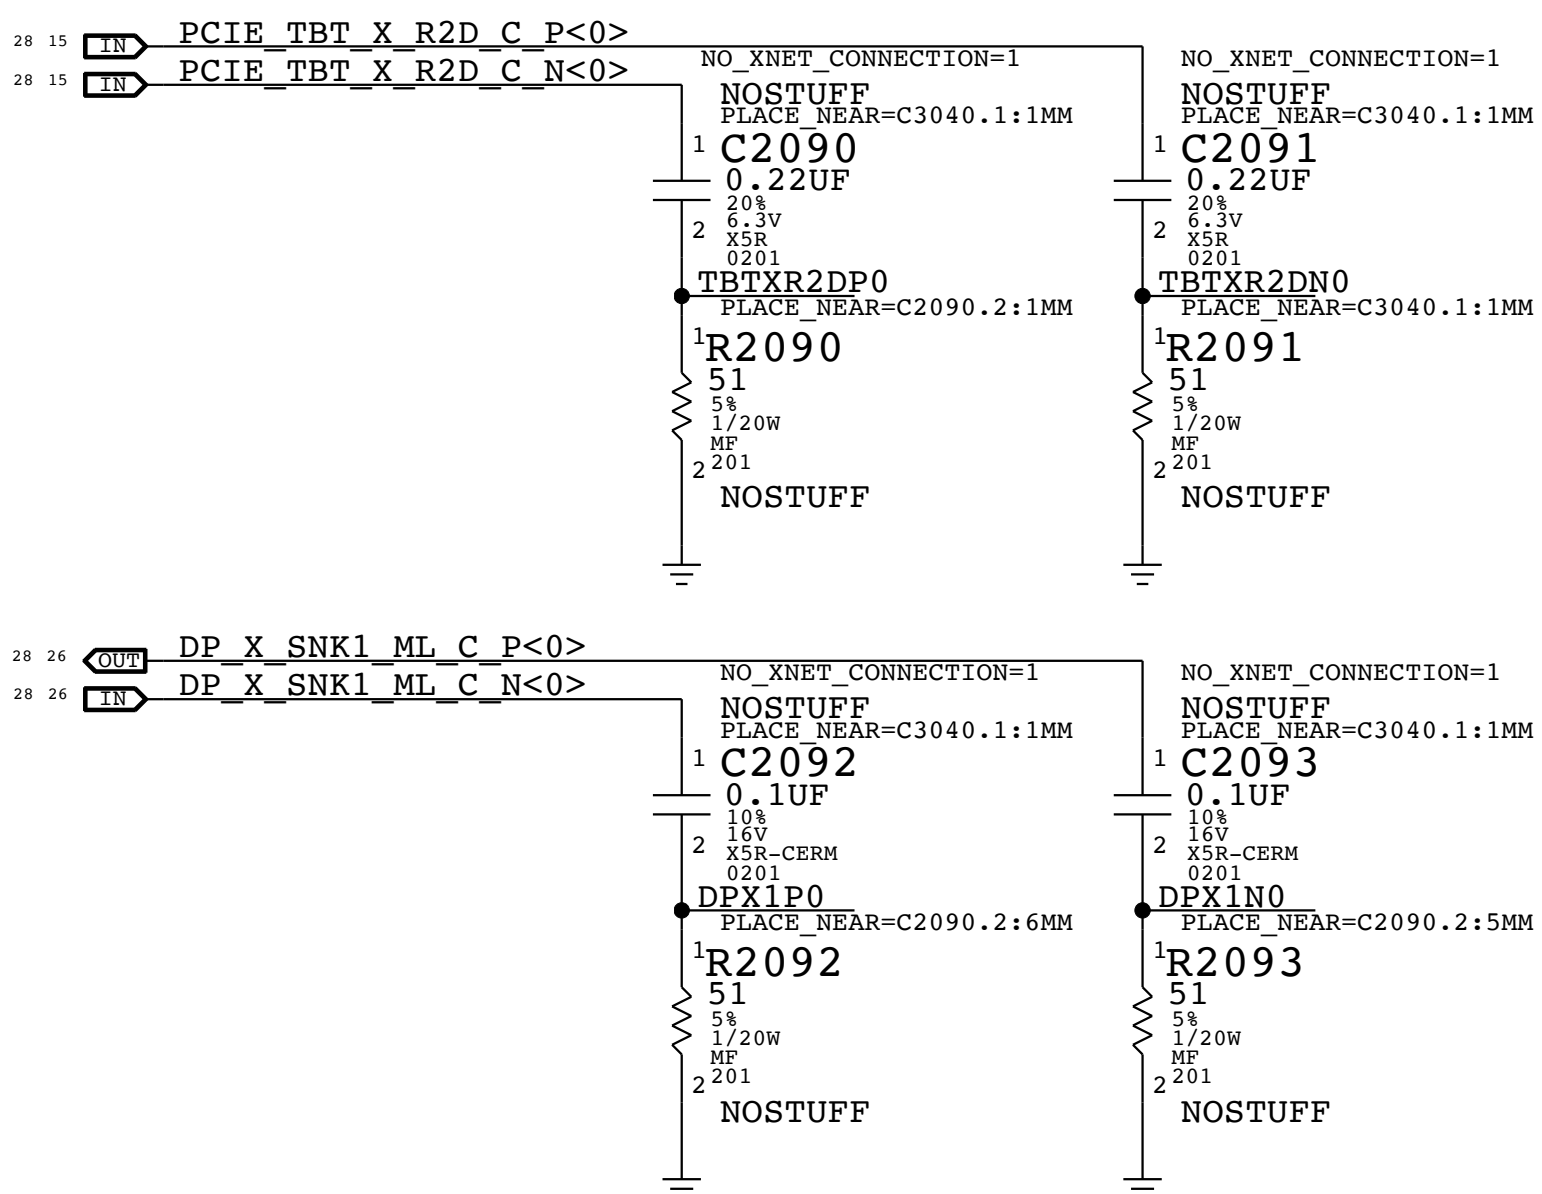 28 15 IN PCIE_TBT_X_R2D_C_P<0>
28 15 IN PCIE_TBT_X_R2D_C_N<0>
NO_XNET_CONNECTION=1
NOSTUFF
PLACE_NEAR=C3040.1:1MM
1 C2090
0.22UF
20%
6.3V
2 X5R
0201
TBTXR2DP0
PLACE_NEAR=C2090.2:1MM
1 R2090
51
5%
1/20W
MF
2 201
NOSTUFF
NO_XNET_CONNECTION=1
NOSTUFF
PLACE_NEAR=C3040.1:1MM
1 C2091
0.22UF
20%
6.3V
2 X5R
0201
TBTXR2DN0
PLACE_NEAR=C3040.1:1MM
1 R2091
51
5%
1/20W
MF
2 201
NOSTUFF
28 26 OUT DP_X_SNK1_ML_C_P<0>
28 26 IN DP_X_SNK1_ML_C_N<0>
NO_XNET_CONNECTION=1
NOSTUFF
PLACE_NEAR=C3040.1:1MM
1 C2092
0.1UF
10%
16V
2 X5R-CERM
0201
DPX1P0
PLACE_NEAR=C2090.2:6MM
1 R2092
51
5%
1/20W
MF
2 201
NOSTUFF
NO_XNET_CONNECTION=1
NOSTUFF
PLACE_NEAR=C3040.1:1MM
1 C2093
0.1UF
10%
16V
2 X5R-CERM
0201
DPX1N0
PLACE_NEAR=C2090.2:5MM
1 R2093
51
5%
1/20W
MF
2 201
NOSTUFF